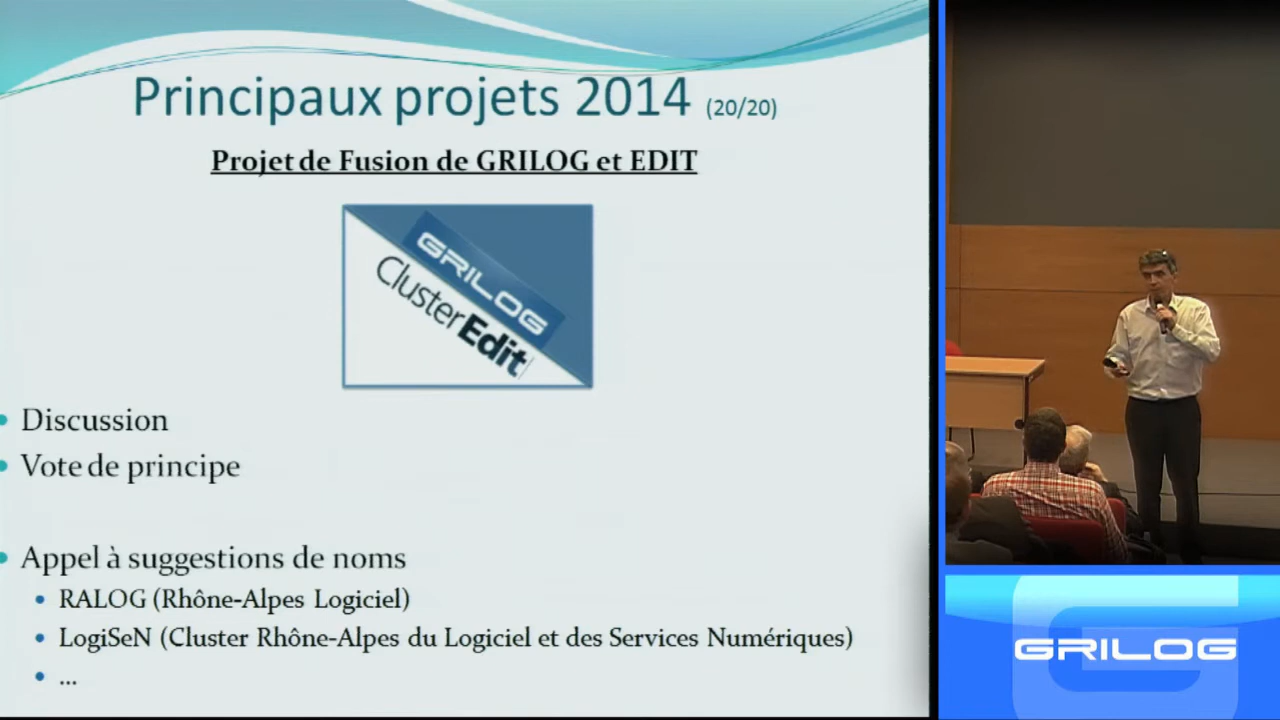 Principaux projets 2014 (20/20)
Projet de Fusion de GRILOG et EDIT
GRILOG
ClusterEdit
Discussion
Vote de principe
Appel à suggestions de noms
RALOG (Rhône-Alpes Logiciel)
LogiSeN (Cluster Rhône-Alpes du Logiciel et des Services Numériques)
...
GRILOG